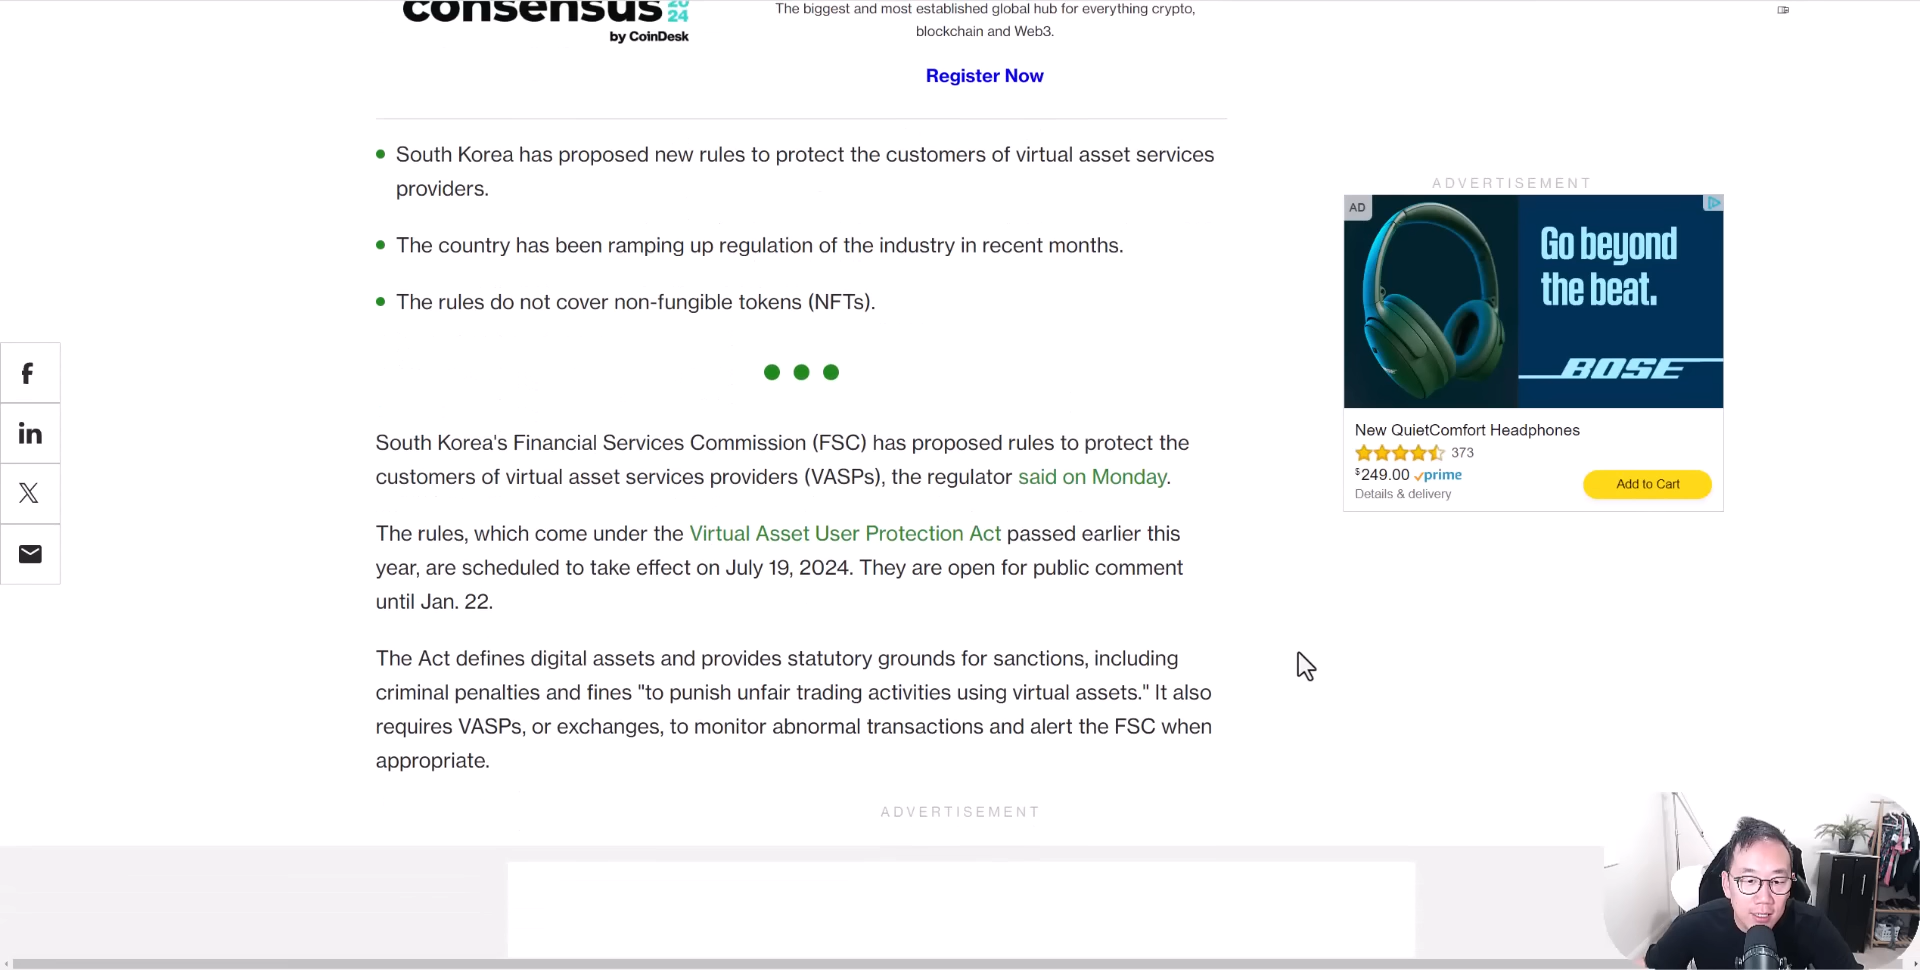 consensus 2024
by CoinDesk
The biggest and most established global hub for everything crypto,
blockchain and Web3.
Register Now
South Korea has proposed new rules to protect the customers of virtual asset services
providers.
The country has been ramping up regulation of the industry in recent months.
The rules do not cover non-fungible tokens (NFTs).
South Korea's Financial Services Commission (FSC) has proposed rules to protect the
customers of virtual asset services providers (VASPs), the regulator said on Monday.
The rules, which come under the Virtual Asset User Protection Act passed earlier this
year, are scheduled to take effect on July 19, 2024. They are open for public comment
until Jan. 22.
The Act defines digital assets and provides statutory grounds for sanctions, including
criminal penalties and fines "to punish unfair trading activities using virtual assets." It also
requires VASPs, or exchanges, to monitor abnormal transactions and alert the FSC when
appropriate.
ADVERTISEMENT
ADVERTISEMENT
AD
Go beyond
the beat.
BOSE
New QuietComfort Headphones
373
$249.00 prime
Details & delivery
Add to Cart